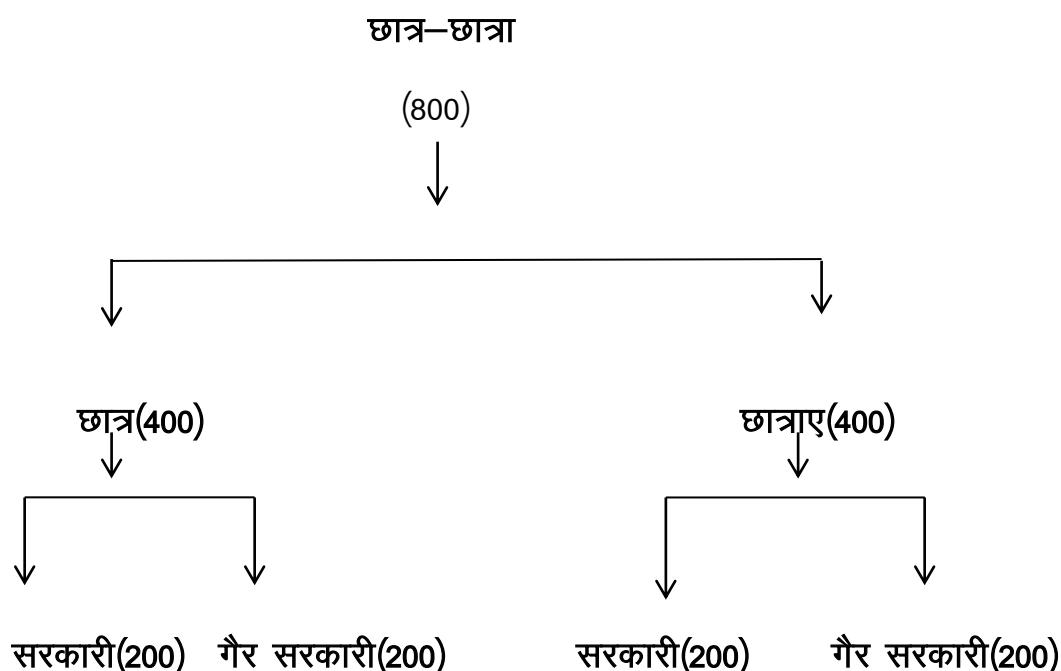 छात्र–छात्रा
(800)
छात्र(400) छात्राए(400)
सरकारी(200) गैर सरकारी(200) सरकारी(200) गैर सरकारी(200)